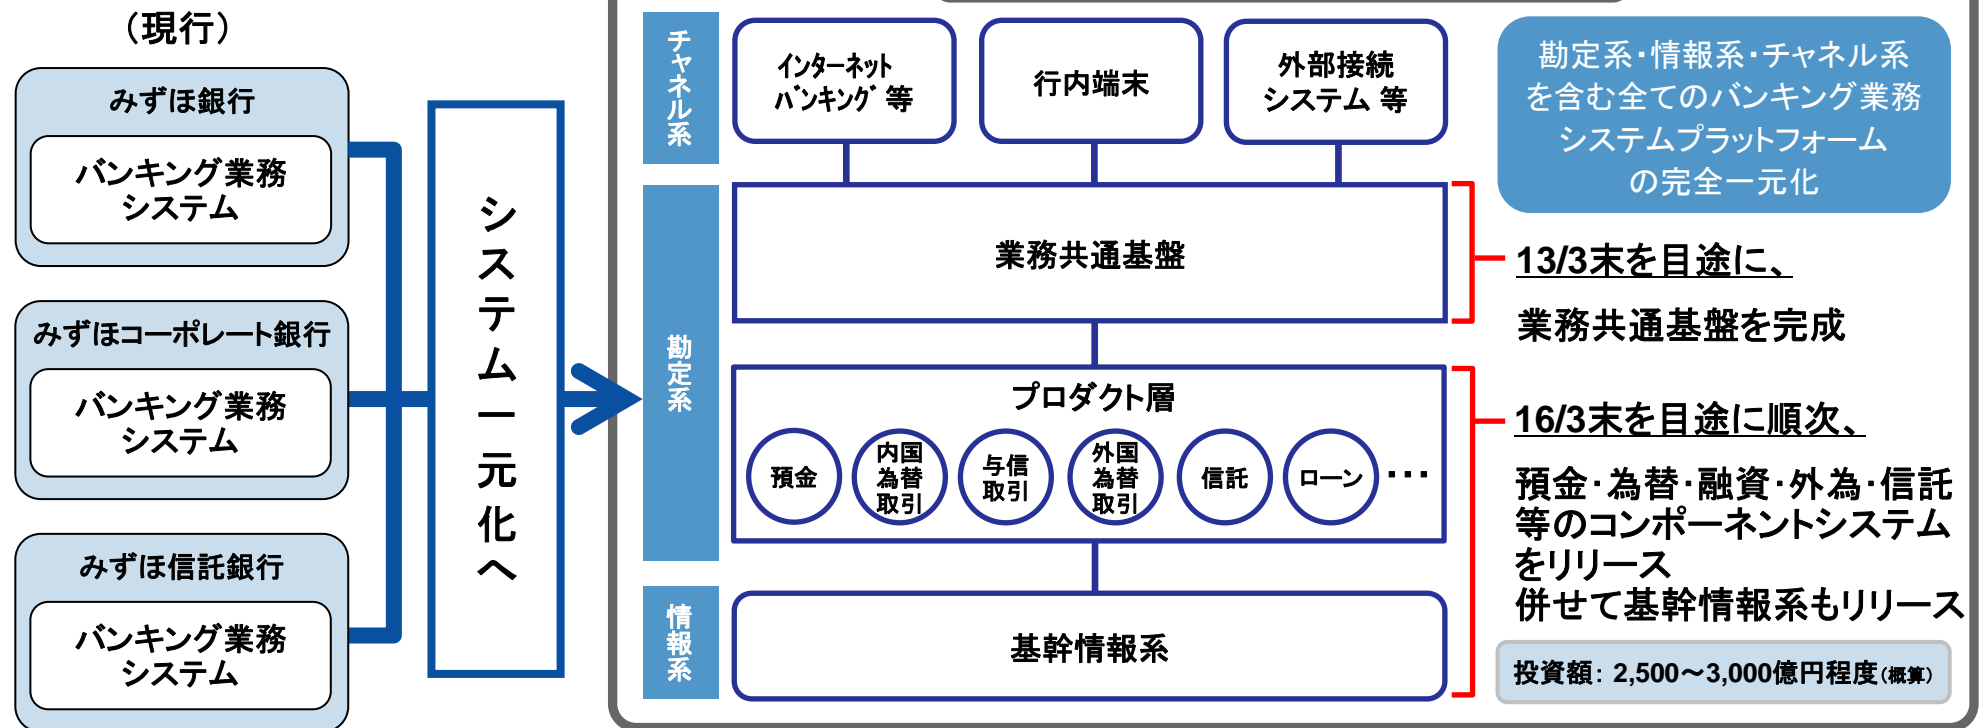 （現行）
みずほ銀行
バンキング業務
システム
みずほコーポレート銀行
バンキング業務
システム
みずほ信託銀行
バンキング業務
システム
システム一元化へ
チャネル系
インターネット
バンキング 等
行内端末
外部接続
システム 等
勘定系
業務共通基盤
プロダクト層
預金
内国
為替
取引
与信
取引
外国
為替
取引
信託
ローン
･･･
情報系
基幹情報系
勘定系･情報系･チャネル系
を含む全てのバンキング業務
システムプラットフォーム
の完全一元化
13/3末を目途に、
業務共通基盤を完成
16/3末を目途に順次、
預金･為替･融資･外為･信託
等のコンポーネントシステム
をリリース
併せて基幹情報系もリリース
投資額： 2,500～3,000億円程度（概算）